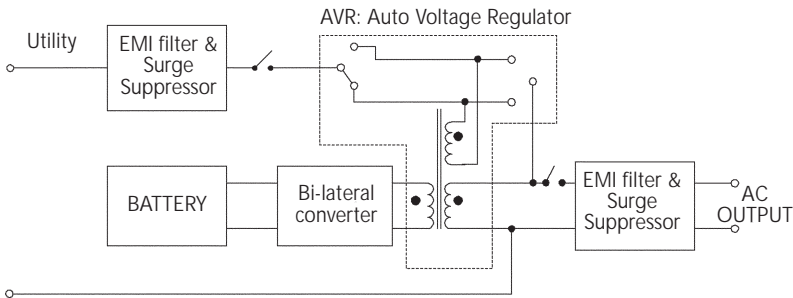 AVR: Auto Voltage Regulator
Utility
EMI filter &
Surge
Suppressor
BATTERY
Bi-lateral
converter
EMI filter &
Surge
Suppressor
AC
OUTPUT